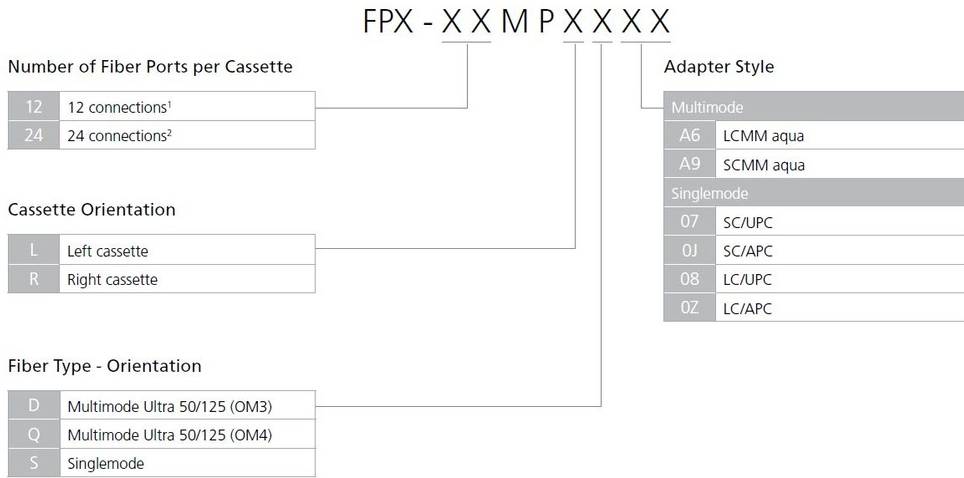 FPX - X X M P X X X X
Number of Fiber Ports per Cassette
12 12 connections¹
24 24 connections²
Cassette Orientation
L Left cassette
R Right cassette
Fiber Type - Orientation
D Multimode Ultra 50/125 (OM3)
Q Multimode Ultra 50/125 (OM4)
S Singlemode
Adapter Style
Multimode
A6 LCMM aqua
A9 SCMM aqua
Singlemode
07 SC/UPC
0J SC/APC
08 LC/UPC
0Z LC/APC